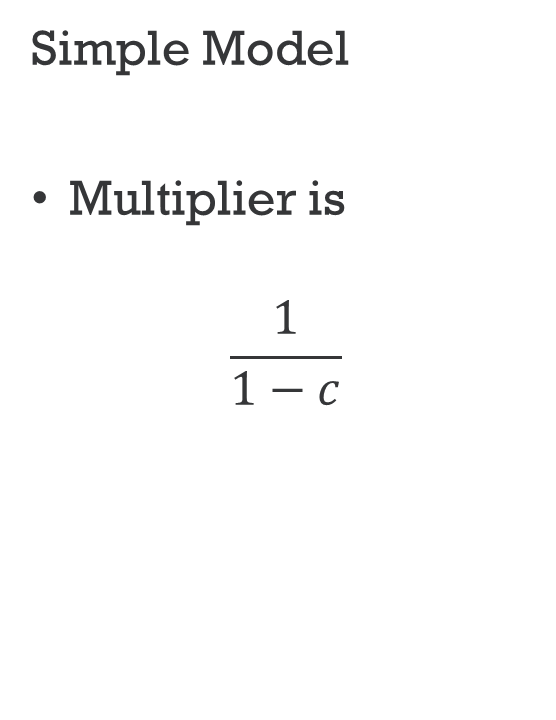 Simple Model
• Multiplier is
1
1 − c